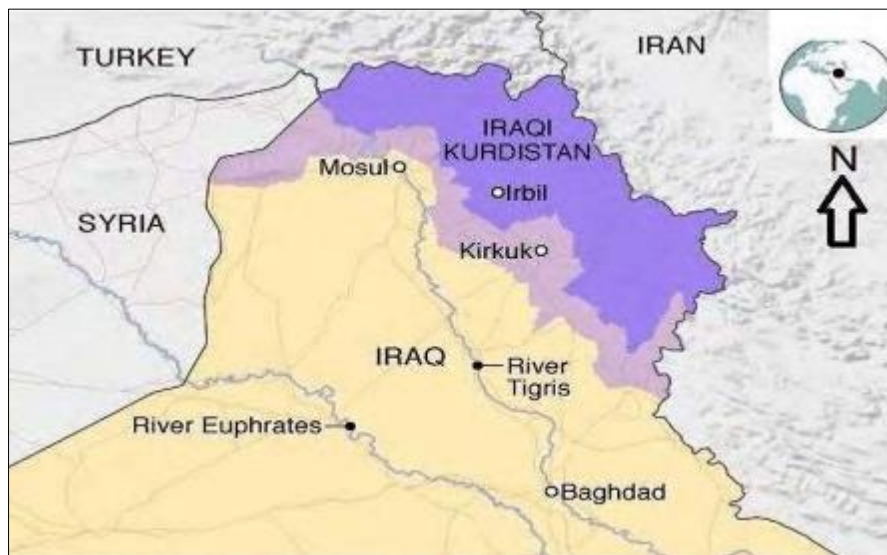 TURKEY
IRAN
IRAQI
KURDISTAN
N
Mosul
Irbil
SYRIA
Kirkuk
IRAQ
River
Tigris
River Euphrates
Baghdad